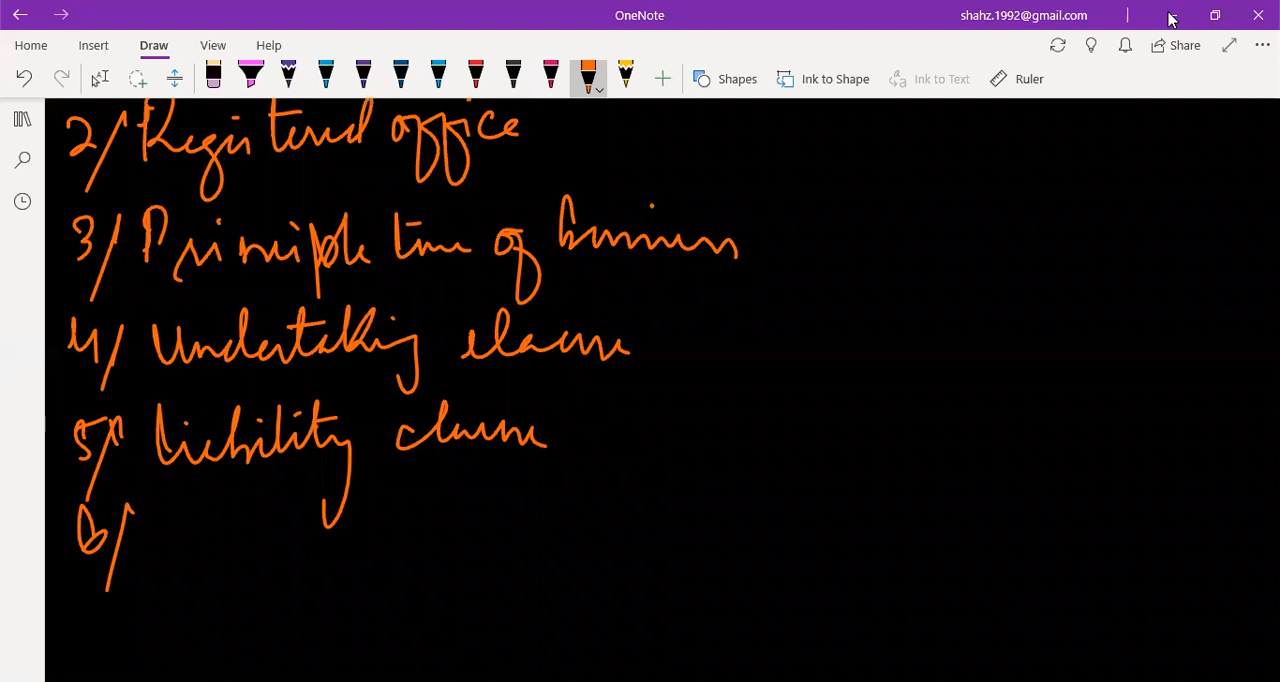 OneNote
shahz.1992@gmail.com
Home Insert Draw View Help
Share
Shapes Ink to Shape Ink to Text Ruler
2/ Registered office
3/ Principle line of business
4/ Undertaking clause
5/ liability clause
6/